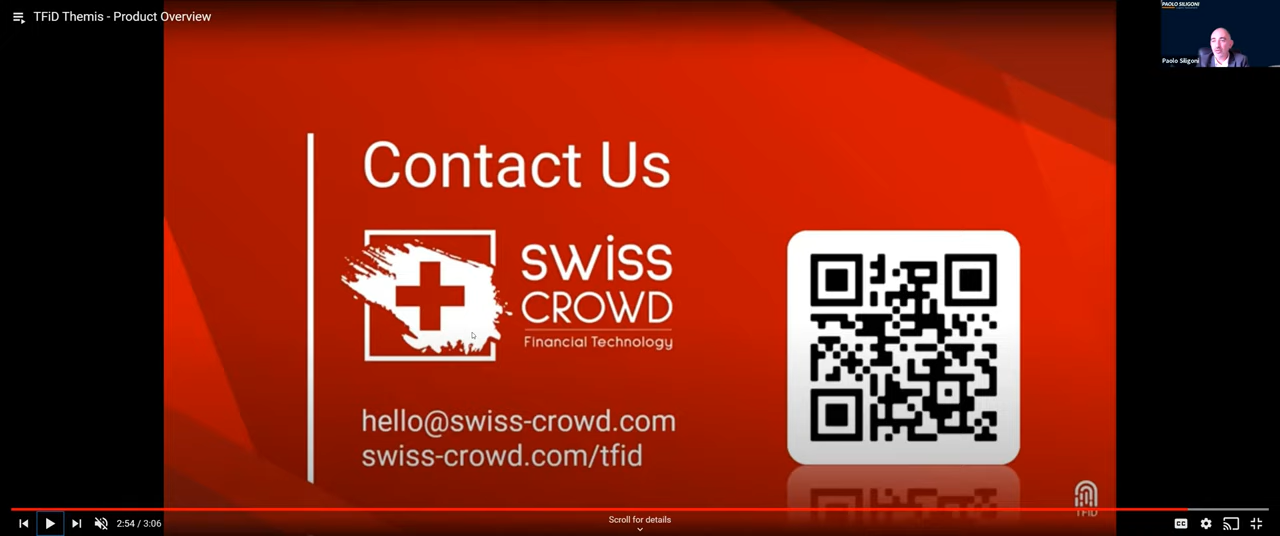 TFiD Themis - Product Overview
PAOLO SILIGONI
Paolo Siligoni
Contact Us
swiss
CROWD
Financial Technology
hello@swiss-crowd.com
swiss-crowd.com/tfid
TFiD
2:54 / 3:06
Scroll for details
CC